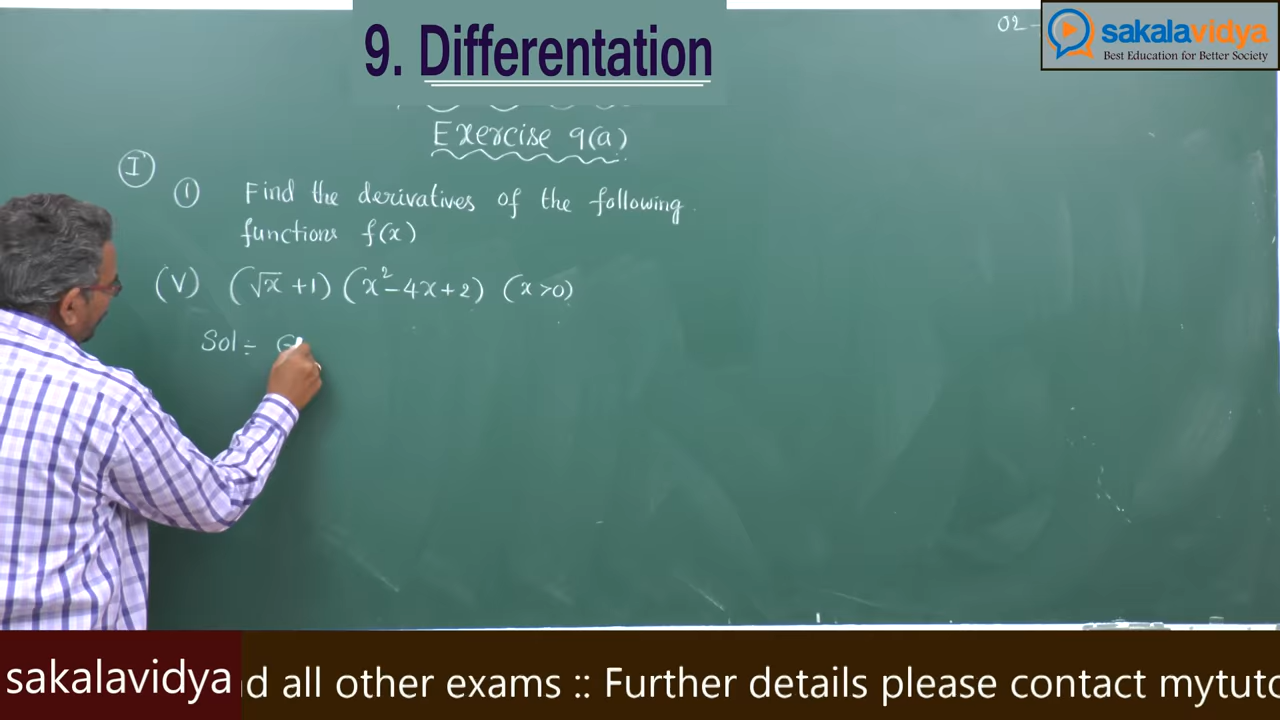 9. Differentation
02-
sakalavidya
Best Education for Better Society
Exercise 9(a)
I
1 Find the derivatives of the following
functions f(x)
(V) (√x + 1) (x² - 4x + 2) (x > 0)
Sol:- G
sakalavidya
d all other exams :: Further details please contact mytuto